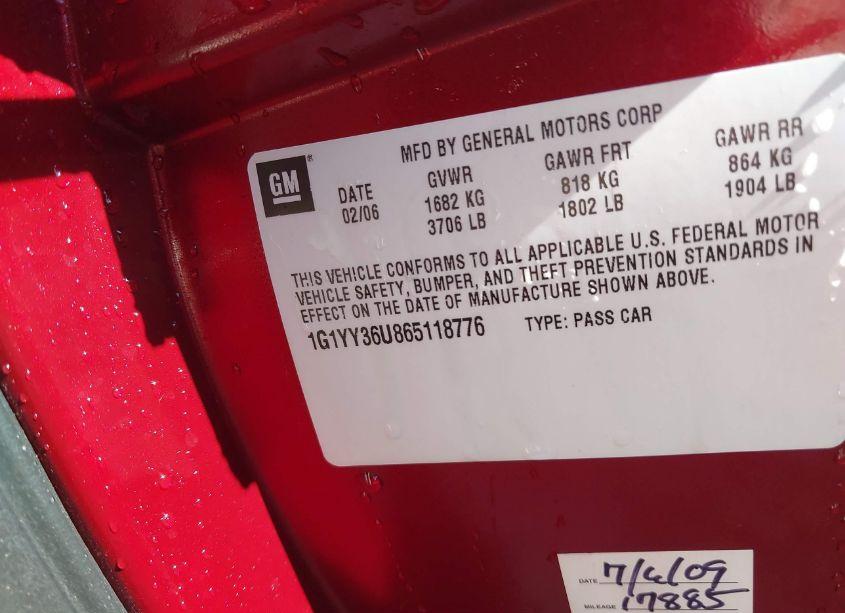 GM®
MFD BY GENERAL MOTORS CORP
DATE GVWR GAWR FRT GAWR RR
02/06 1682 KG 818 KG 864 KG
3706 LB 1802 LB 1904 LB
THIS VEHICLE CONFORMS TO ALL APPLICABLE U.S. FEDERAL MOTOR
VEHICLE SAFETY, BUMPER, AND THEFT PREVENTION STANDARDS IN
EFFECT ON THE DATE OF MANUFACTURE SHOWN ABOVE.
1G1YY36U865118776 TYPE: PASS CAR
DATE 7/6/09
MILEAGE 17885